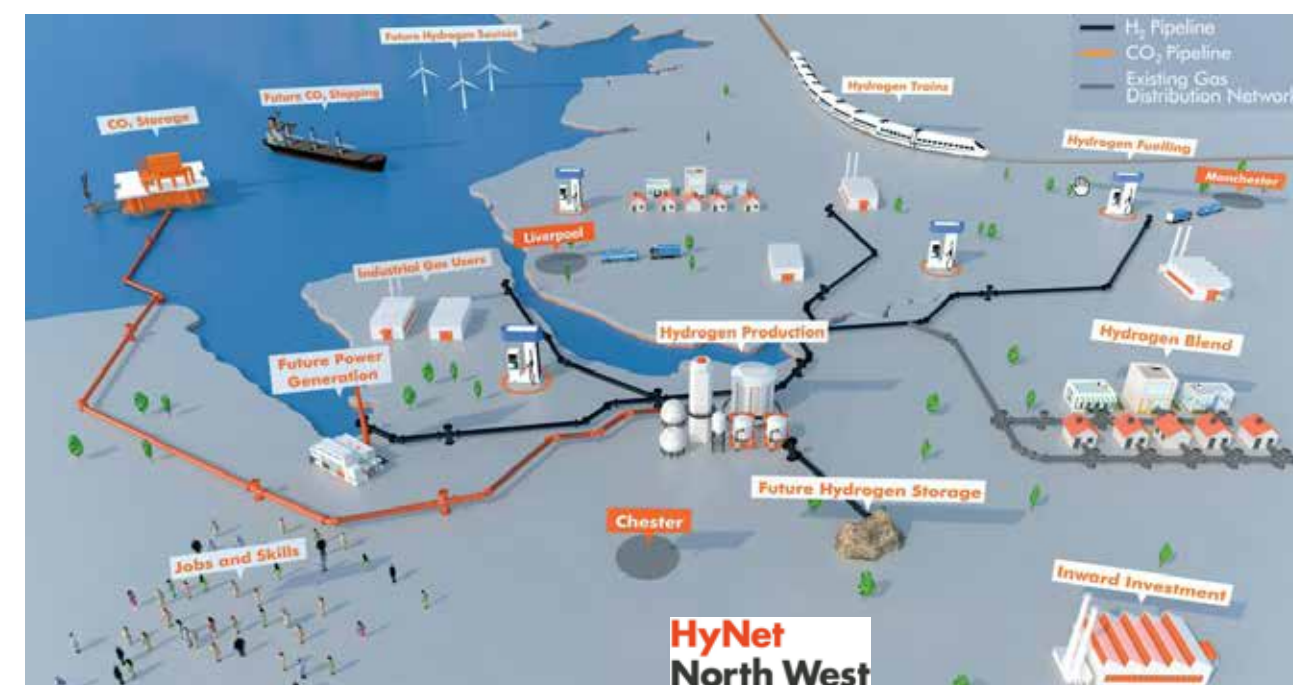 H₂ Pipeline
CO₂ Pipeline
Existing Gas
Distribution Network
Future Hydrogen Sources
Future CO₂ Shipping
CO₂ Storage
Hydrogen Trains
Hydrogen Fuelling
Manchester
Liverpool
Industrial Gas Users
Hydrogen Production
Hydrogen Blend
Future Power
Generation
Future Hydrogen Storage
Chester
Jobs and Skills
Inward Investment
HyNet
North West